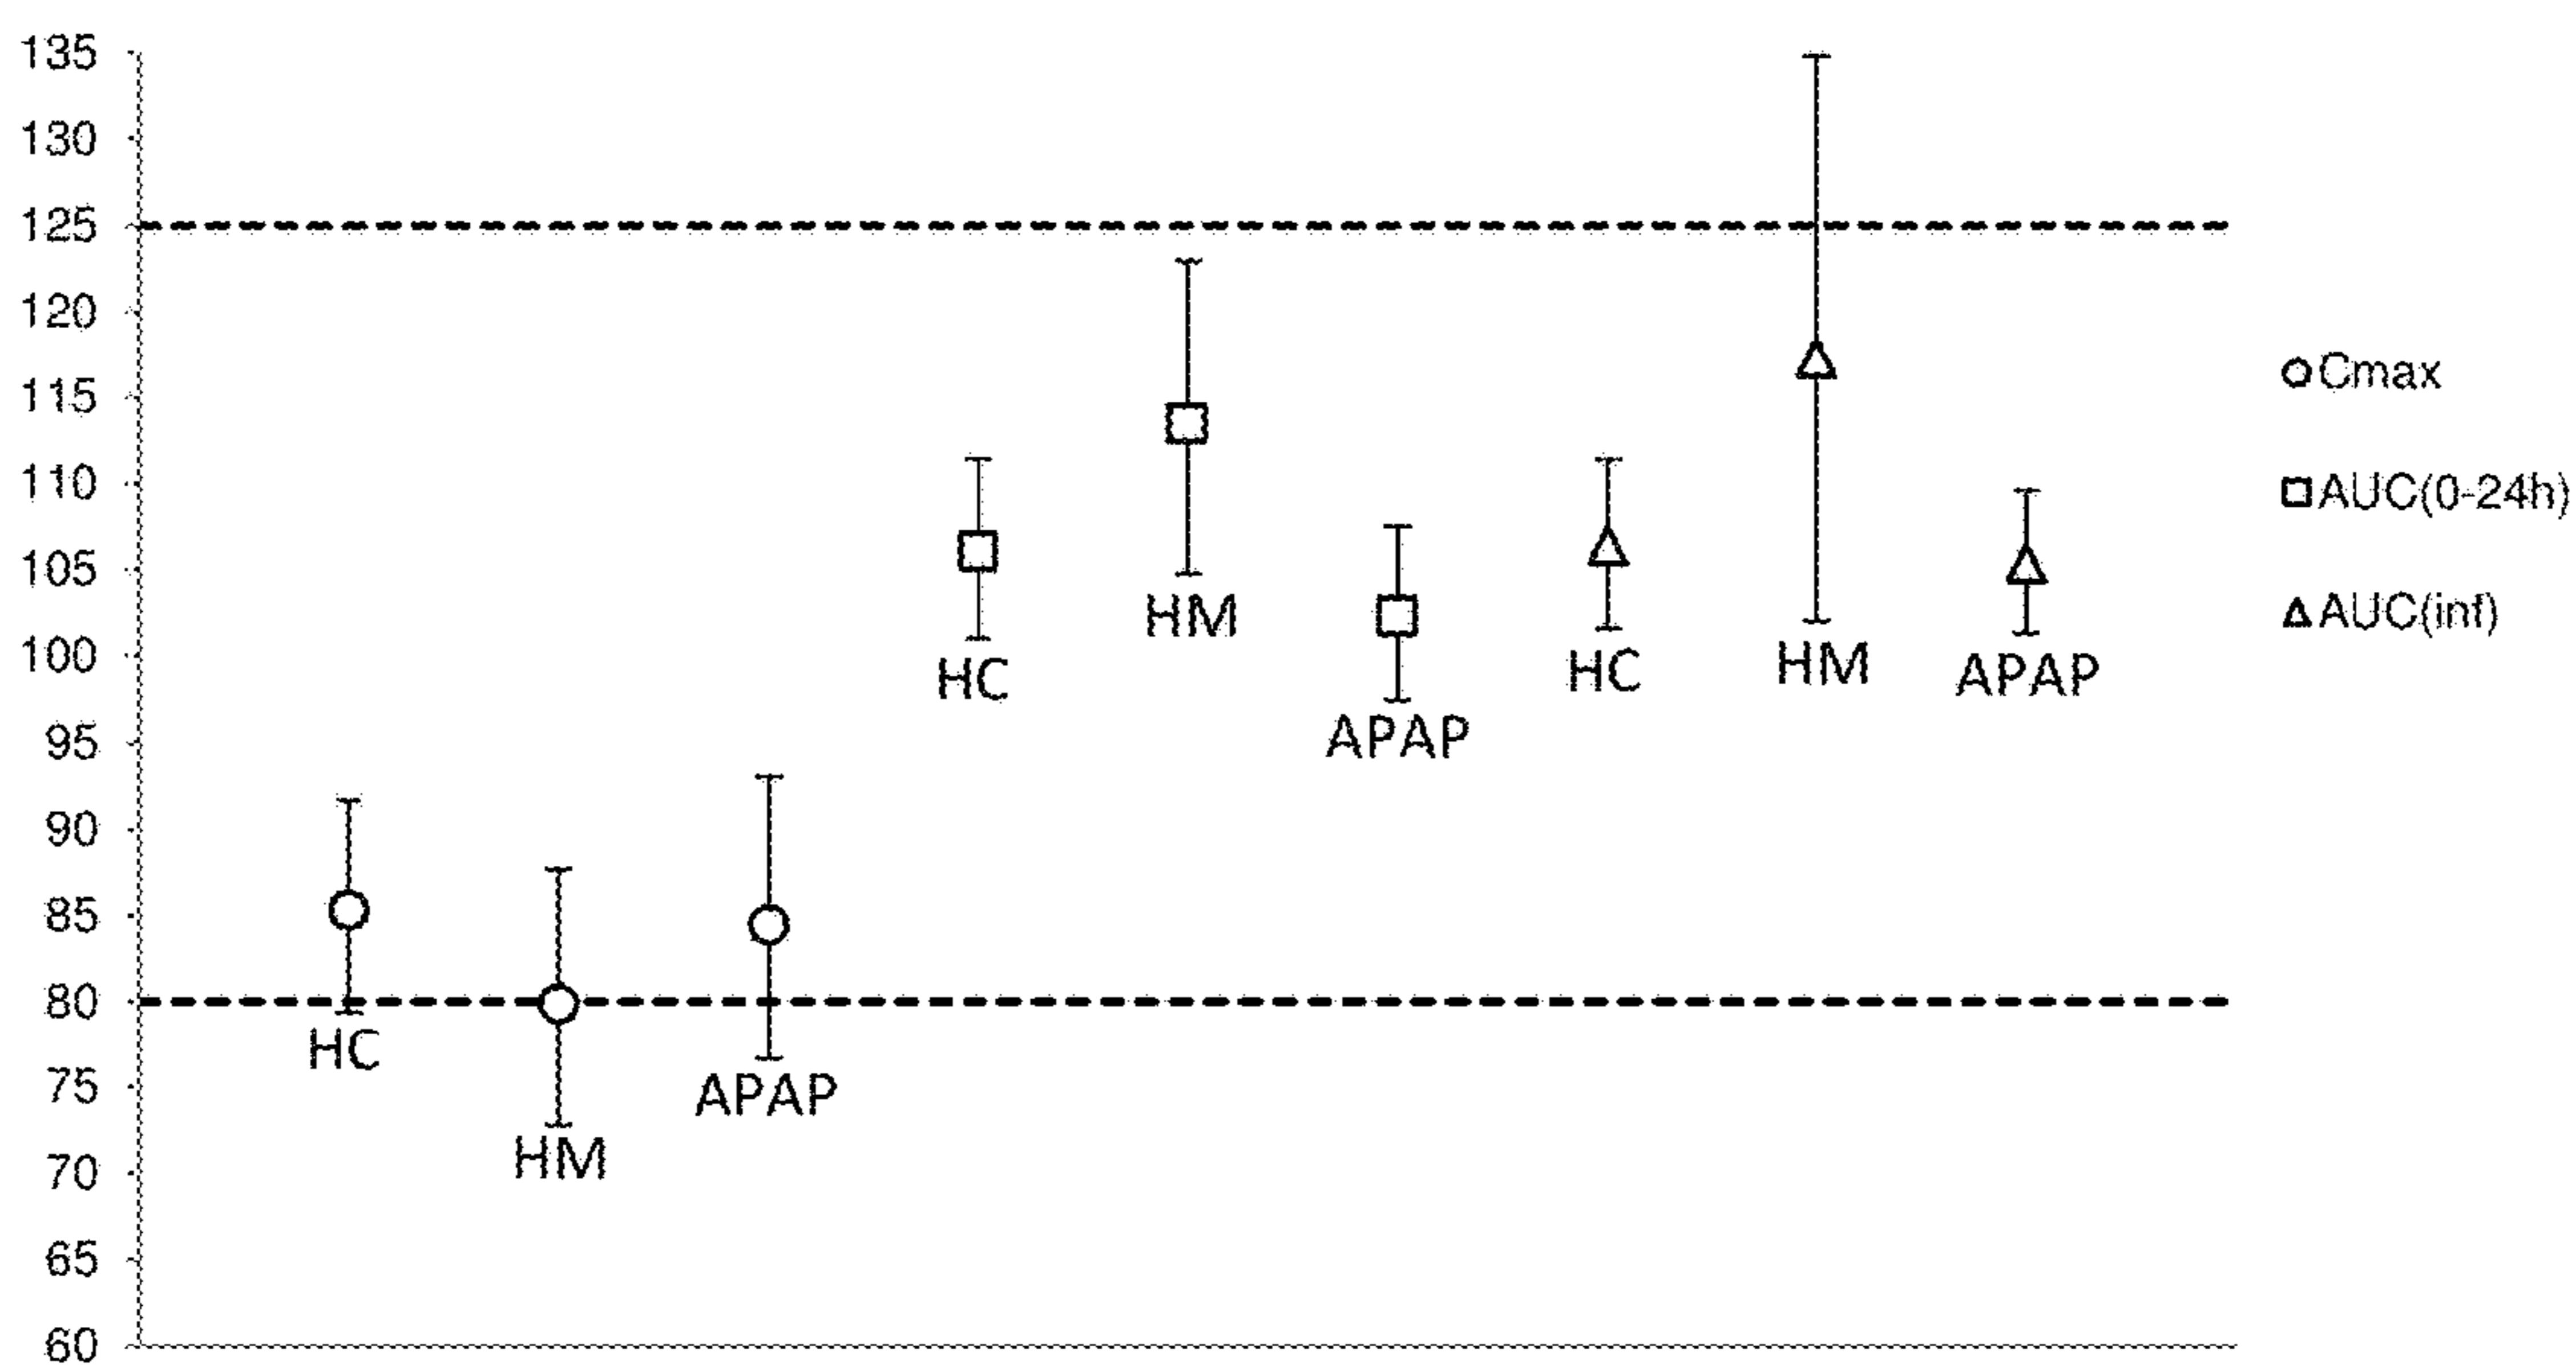 135
130
125
120
115
110
105
100
95
90
85
80
75
70
65
60
HC
HM
APAP
HC
HM
APAP
HC
HM
APAP
Cmax
AUC(0-24h)
AUC(inf)